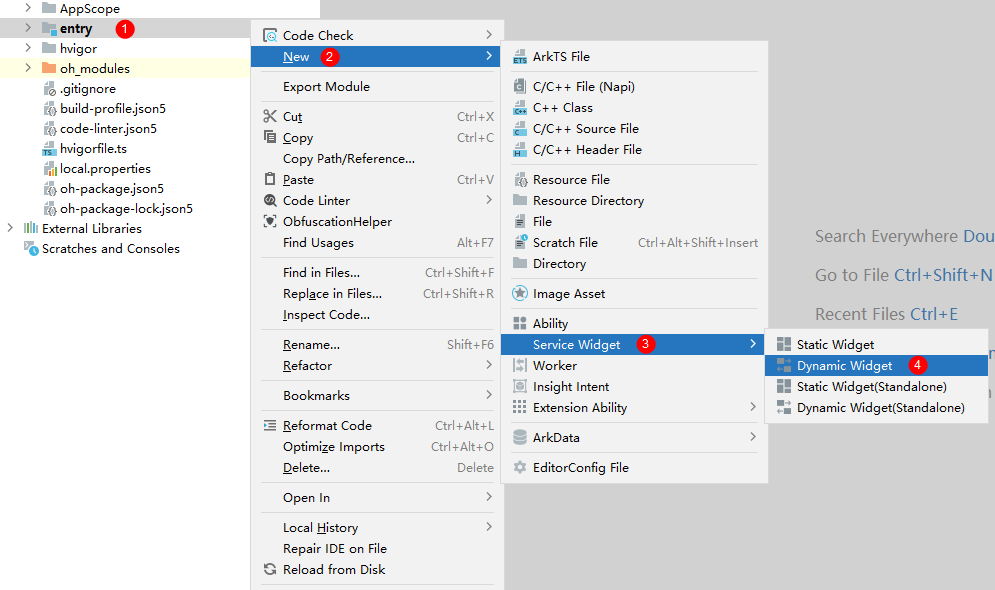 AppScope
entry 1
hvigor
oh_modules
.gitignore
build-profile.json5
code-linter.json5
TS hvigorfile.ts
local.properties
oh-package.json5
oh-package-lock.json5
External Libraries
Scratches and Consoles
Code Check
New 2
Export Module
Cut Ctrl+X
Copy Ctrl+C
Copy Path/Reference...
Paste Ctrl+V
Code Linter
ObfuscationHelper
Find Usages Alt+F7
Find in Files... Ctrl+Shift+F
Replace in Files... Ctrl+Shift+R
Inspect Code...
Rename... Shift+F6
Refactor
Bookmarks
Reformat Code Ctrl+Alt+L
Optimize Imports Ctrl+Alt+O
Delete... Delete
Open In
Local History
Repair IDE on File
Reload from Disk
ETS ArkTS File
C C/C++ File (Napi)
C++ C++ Class
C C/C++ Source File
H C/C++ Header File
Resource File
Resource Directory
File
Scratch File Ctrl+Alt+Shift+Insert
Directory
Image Asset
Ability
Service Widget 3
Worker
Insight Intent
Extension Ability
ArkData
EditorConfig File
Static Widget
Dynamic Widget 4
Static Widget(Standalone)
Dynamic Widget(Standalone)
Search Everywhere Dou
Go to File Ctrl+Shift+N
Recent Files Ctrl+E